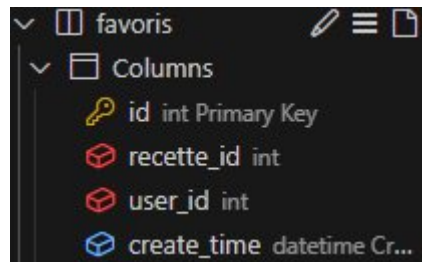 favoris
Columns
id int Primary Key
recette_id int
user_id int
create_time datetime Cr...